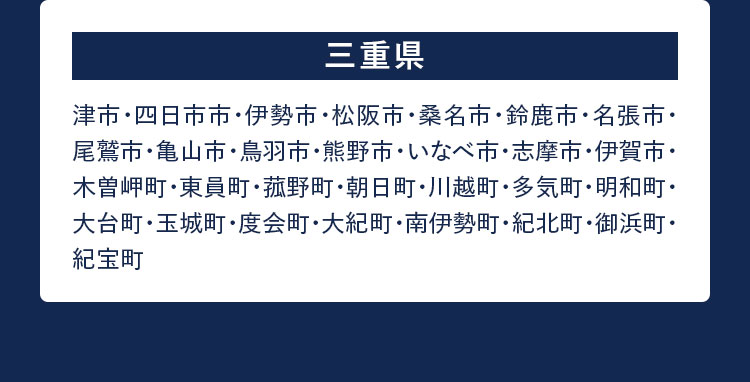 三重県
津市・四日市市・伊勢市・松阪市・桑名市・鈴鹿市・名張市・
尾鷲市・亀山市・鳥羽市・熊野市・いなべ市・志摩市・伊賀市・
木曽岬町・東員町・菰野町・朝日町・川越町・多気町・明和町・
大台町・玉城町・度会町・大紀町・南伊勢町・紀北町・御浜町・
紀宝町